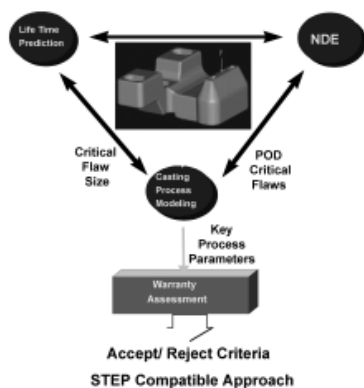 Life Time
Prediction
NDE
Critical
Flaw
Size
POD
Critical
Flaws
Casting
Process
Modeling
Key
Process
Parameters
Warranty
Assessment
Accept/ Reject Criteria
STEP Compatible Approach